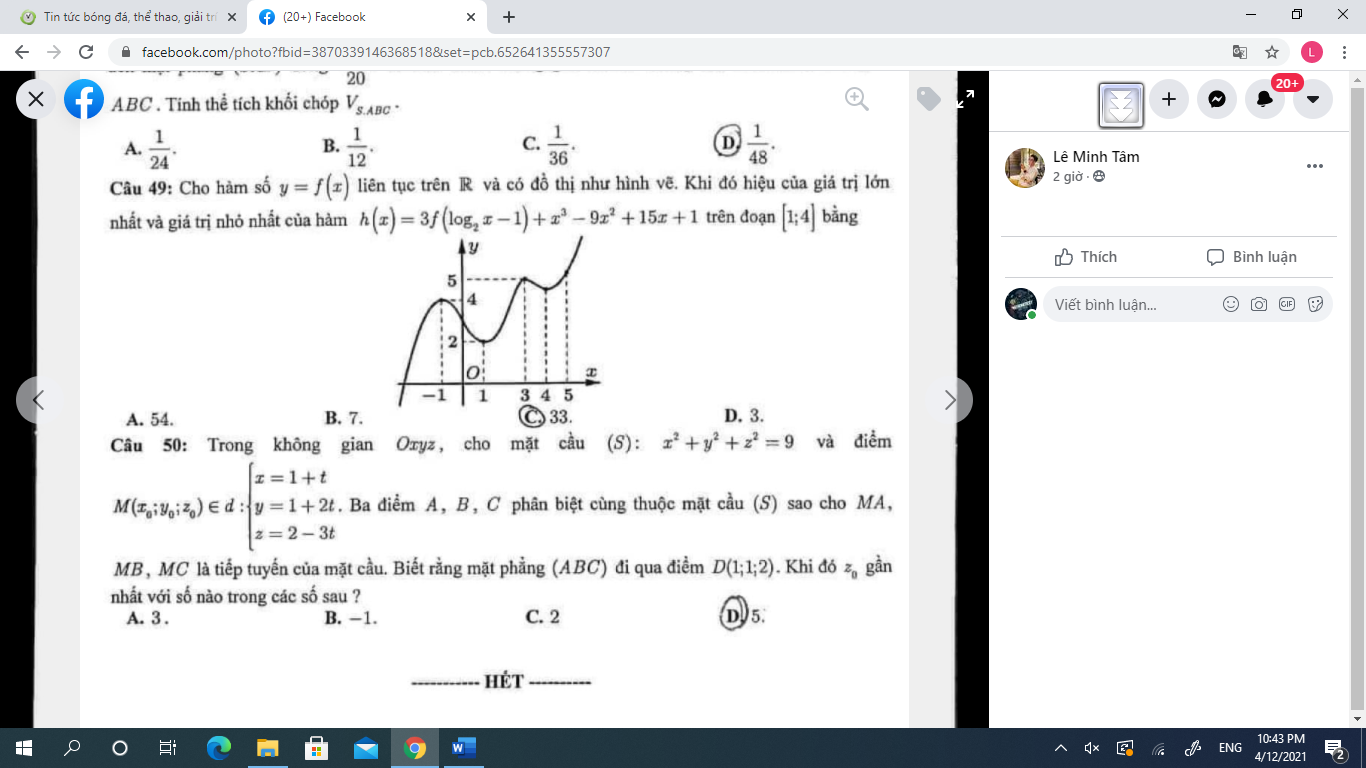 Tin tức bóng đá, thể thao, giải trí
(20+) Facebook
facebook.com/photo?fbid=3870339146368518&set=pcb.652641355557307
20
ABC. Tính thể tích khối chóp V_{S.ABC}.
A. 1/24. B. 1/12. C. 1/36. D. 1/48.
Câu 49: Cho hàm số y = f(x) liên tục trên ℝ và có đồ thị như hình vẽ. Khi đó hiệu của giá trị lớn
nhất và giá trị nhỏ nhất của hàm h(x) = 3f(log₂ x − 1) + x³ − 9x² + 15x + 1 trên đoạn [1;4] bằng
y
5
4
2
O
x
−1 1 3 4 5
A. 54. B. 7. C. 33. D. 3.
Câu 50: Trong không gian Oxyz, cho mặt cầu (S): x² + y² + z² = 9 và điểm
x = 1 + t
M(x₀; y₀; z₀) ∈ d : { y = 1 + 2t. Ba điểm A, B, C phân biệt cùng thuộc mặt cầu (S) sao cho MA,
z = 2 − 3t
MB, MC là tiếp tuyến của mặt cầu. Biết rằng mặt phẳng (ABC) đi qua điểm D(1;1;2). Khi đó z₀ gần
nhất với số nào trong các số sau ?
A. 3. B. −1. C. 2 D. 5.
----------- HẾT ----------
20+
Lê Minh Tâm
2 giờ ·
Thích Bình luận
Viết bình luận...
GIF
ENG
10:43 PM
4/12/2021
2
L